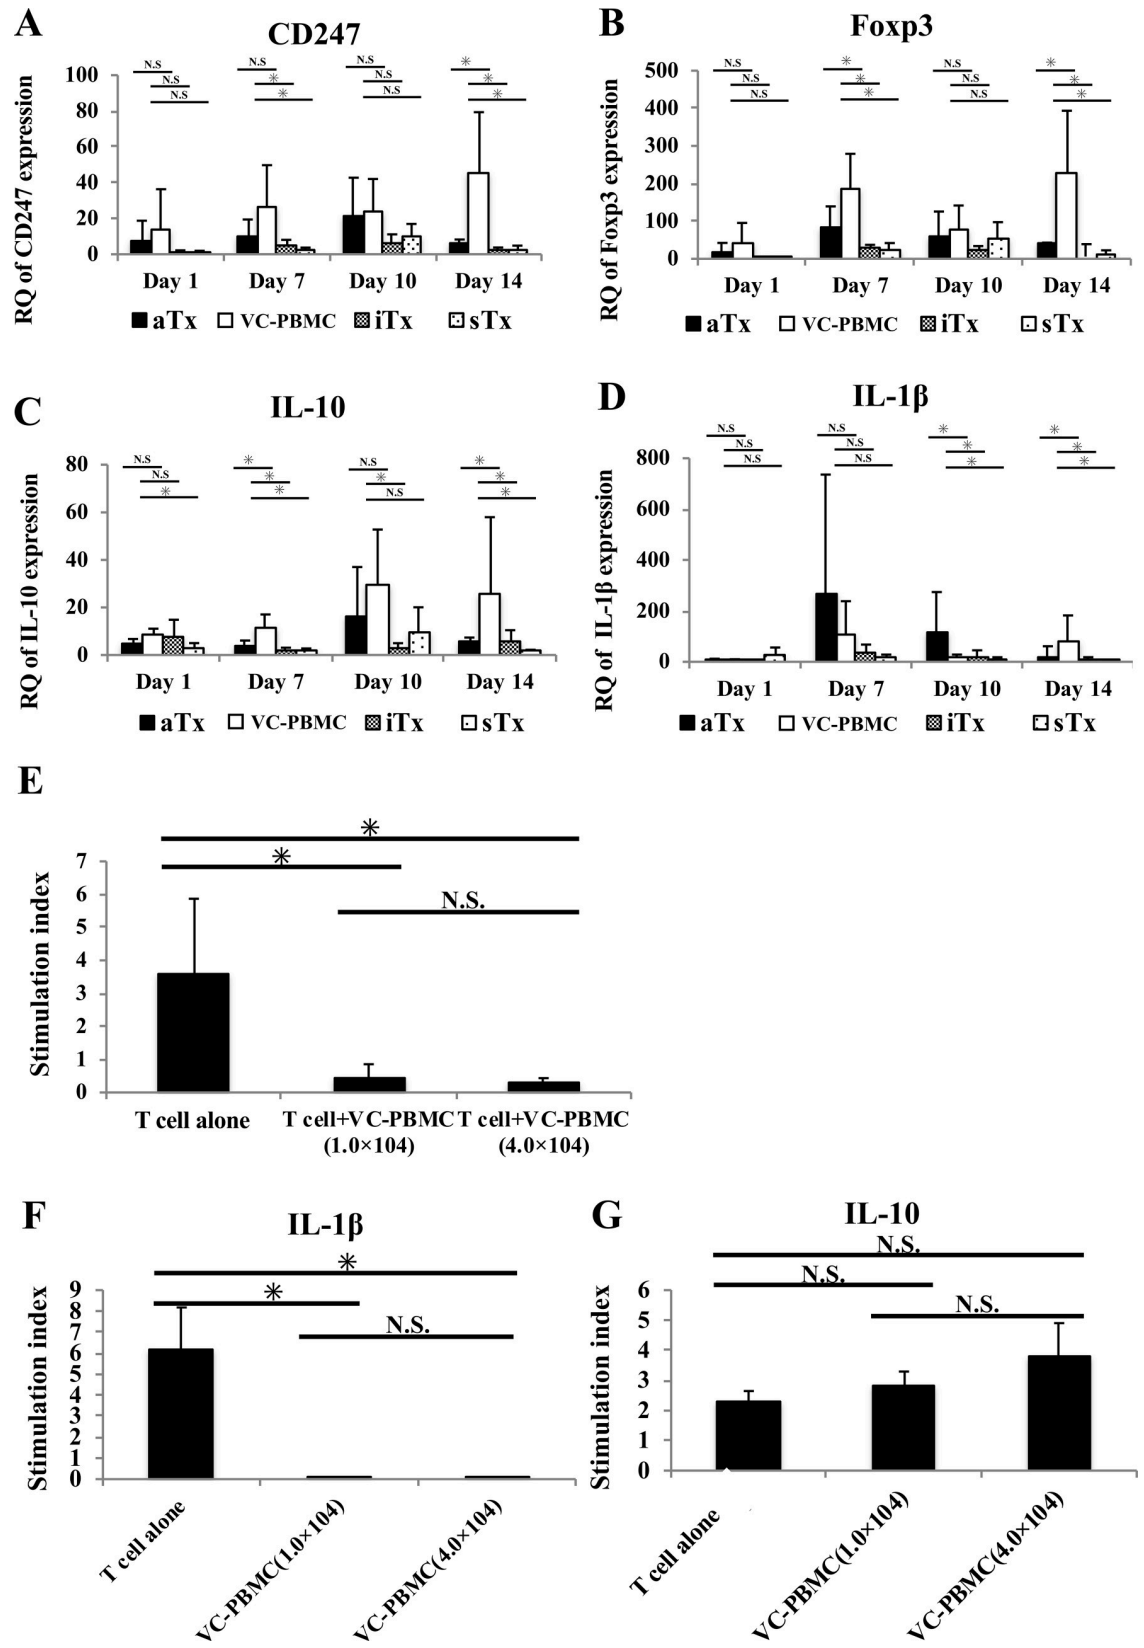 A
CD247
N.S
N.S
N.S
N.S
*
*
N.S
N.S
N.S
*
*
*
RQ of CD247 expression
100
80
60
40
20
0
Day 1 Day 7 Day 10 Day 14
aTx VC-PBMC iTx sTx
B
Foxp3
N.S
N.S
N.S
*
*
*
N.S
N.S
N.S
*
*
*
RQ of Foxp3 expression
500
400
300
200
100
0
Day 1 Day 7 Day 10 Day 14
aTx VC-PBMC iTx sTx
C
IL-10
N.S
N.S
*
*
*
*
N.S
*
N.S
*
*
*
RQ of IL-10 expression
80
60
40
20
0
Day 1 Day 7 Day 10 Day 14
aTx VC-PBMC iTx sTx
D
IL-1β
N.S
N.S
N.S
N.S
N.S
N.S
*
*
*
*
*
*
RQ of IL-1β expression
800
600
400
200
0
Day 1 Day 7 Day 10 Day 14
aTx VC-PBMC iTx sTx
E
*
*
N.S.
Stimulation index
7
6
5
4
3
2
1
0
T cell alone
T cell+VC-PBMC
(1.0×104)
T cell+VC-PBMC
(4.0×104)
F
IL-1β
*
*
N.S.
Stimulation index
9
8
7
6
5
4
3
2
1
0
T cell alone
VC-PBMC(1.0×104)
VC-PBMC(4.0×104)
G
IL-10
N.S.
N.S.
N.S.
Stimulation index
6
5
4
3
2
1
0
T cell alone
VC-PBMC(1.0×104)
VC-PBMC(4.0×104)